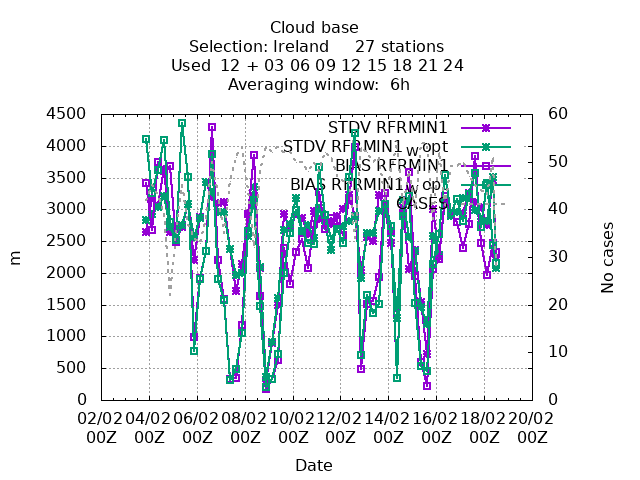 Cloud base
Selection: Ireland     27 stations
Used  12 + 03 06 09 12 15 18 21 24
Averaging window:  6h
4500
4000
3500
3000
2500
2000
1500
1000
500
0
m
60
50
40
30
20
10
0
No cases
STDV RFRMIN1
STDV RFRMIN1_w_opt
BIAS RFRMIN1
BIAS RFRMIN1_w_opt
CASES
02/02 04/02 06/02 08/02 10/02 12/02 14/02 16/02 18/02 20/02
00Z 00Z 00Z 00Z 00Z 00Z 00Z 00Z 00Z 00Z
Date